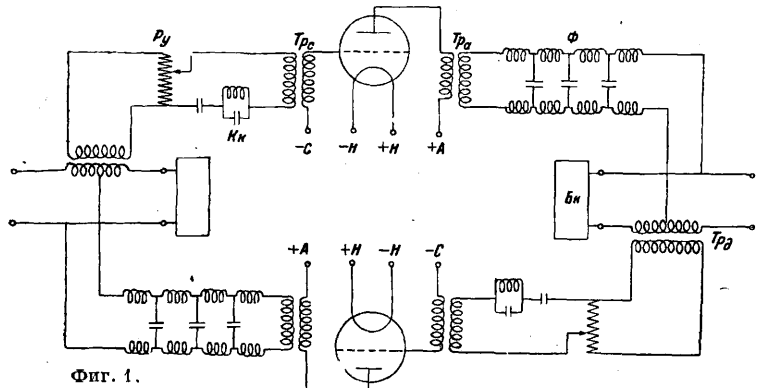 Ру
Трс
Тра
Ф
Кк
-С
-Н
+Н
+А
Бк
Трд
+А
+Н
-Н
-С
Фиг. 1.